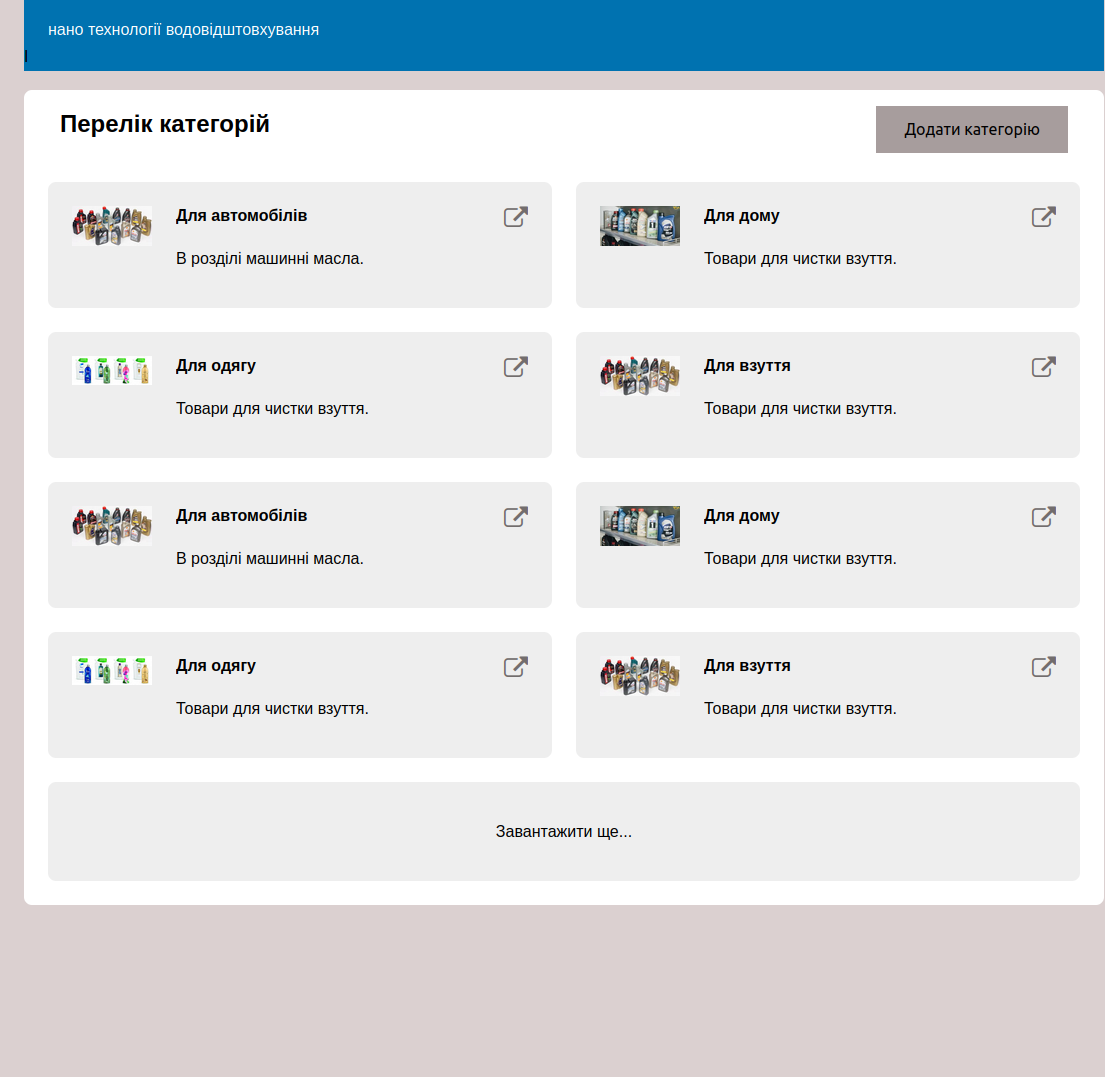 нано технології водовідштовхування
Перелік категорій
Додати категорію
Для автомобілів
В розділі машинні масла.
Для дому
Товари для чистки взуття.
Для одягу
Товари для чистки взуття.
Для взуття
Товари для чистки взуття.
Для автомобілів
В розділі машинні масла.
Для дому
Товари для чистки взуття.
Для одягу
Товари для чистки взуття.
Для взуття
Товари для чистки взуття.
Завантажити ще...